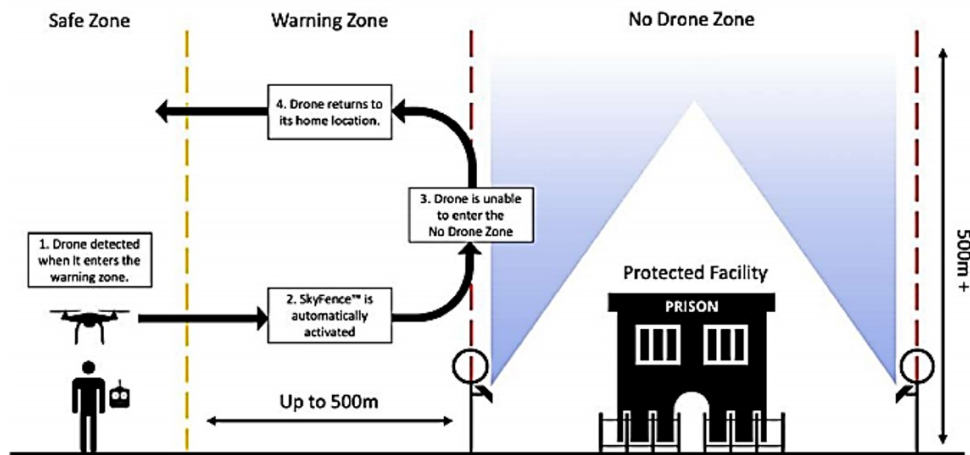 Safe Zone
Warning Zone
No Drone Zone
4. Drone returns to
its home location.
3. Drone is unable
to enter the
No Drone Zone
1. Drone detected
when it enters the
warning zone.
2. SkyFence™ is
automatically
activated
Protected Facility
PRISON
Up to 500m
500m +